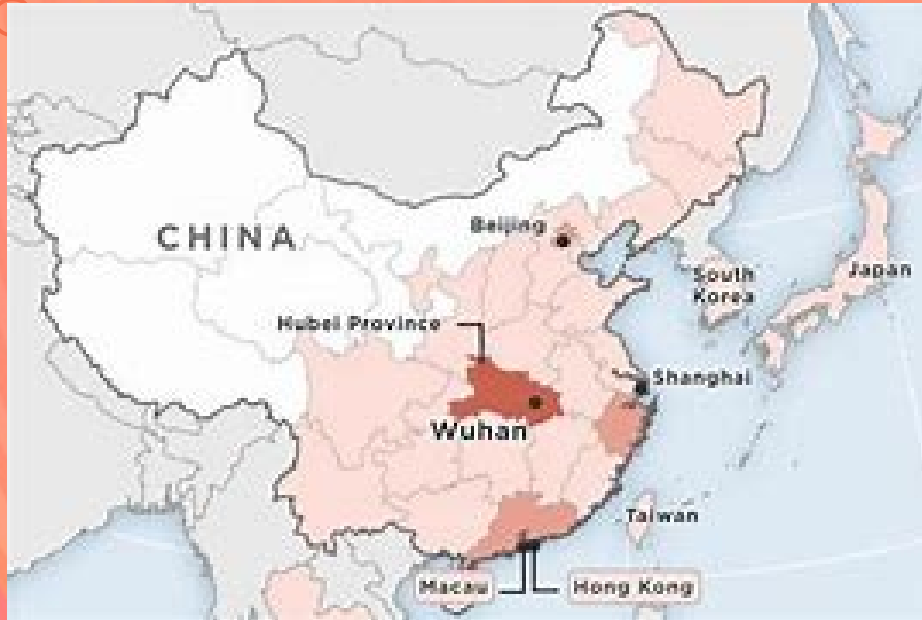 Beijing
CHINA
South
Korea
Japan
Hubei Province
Shanghai
Wuhan
Taiwan
Macau
Hong Kong